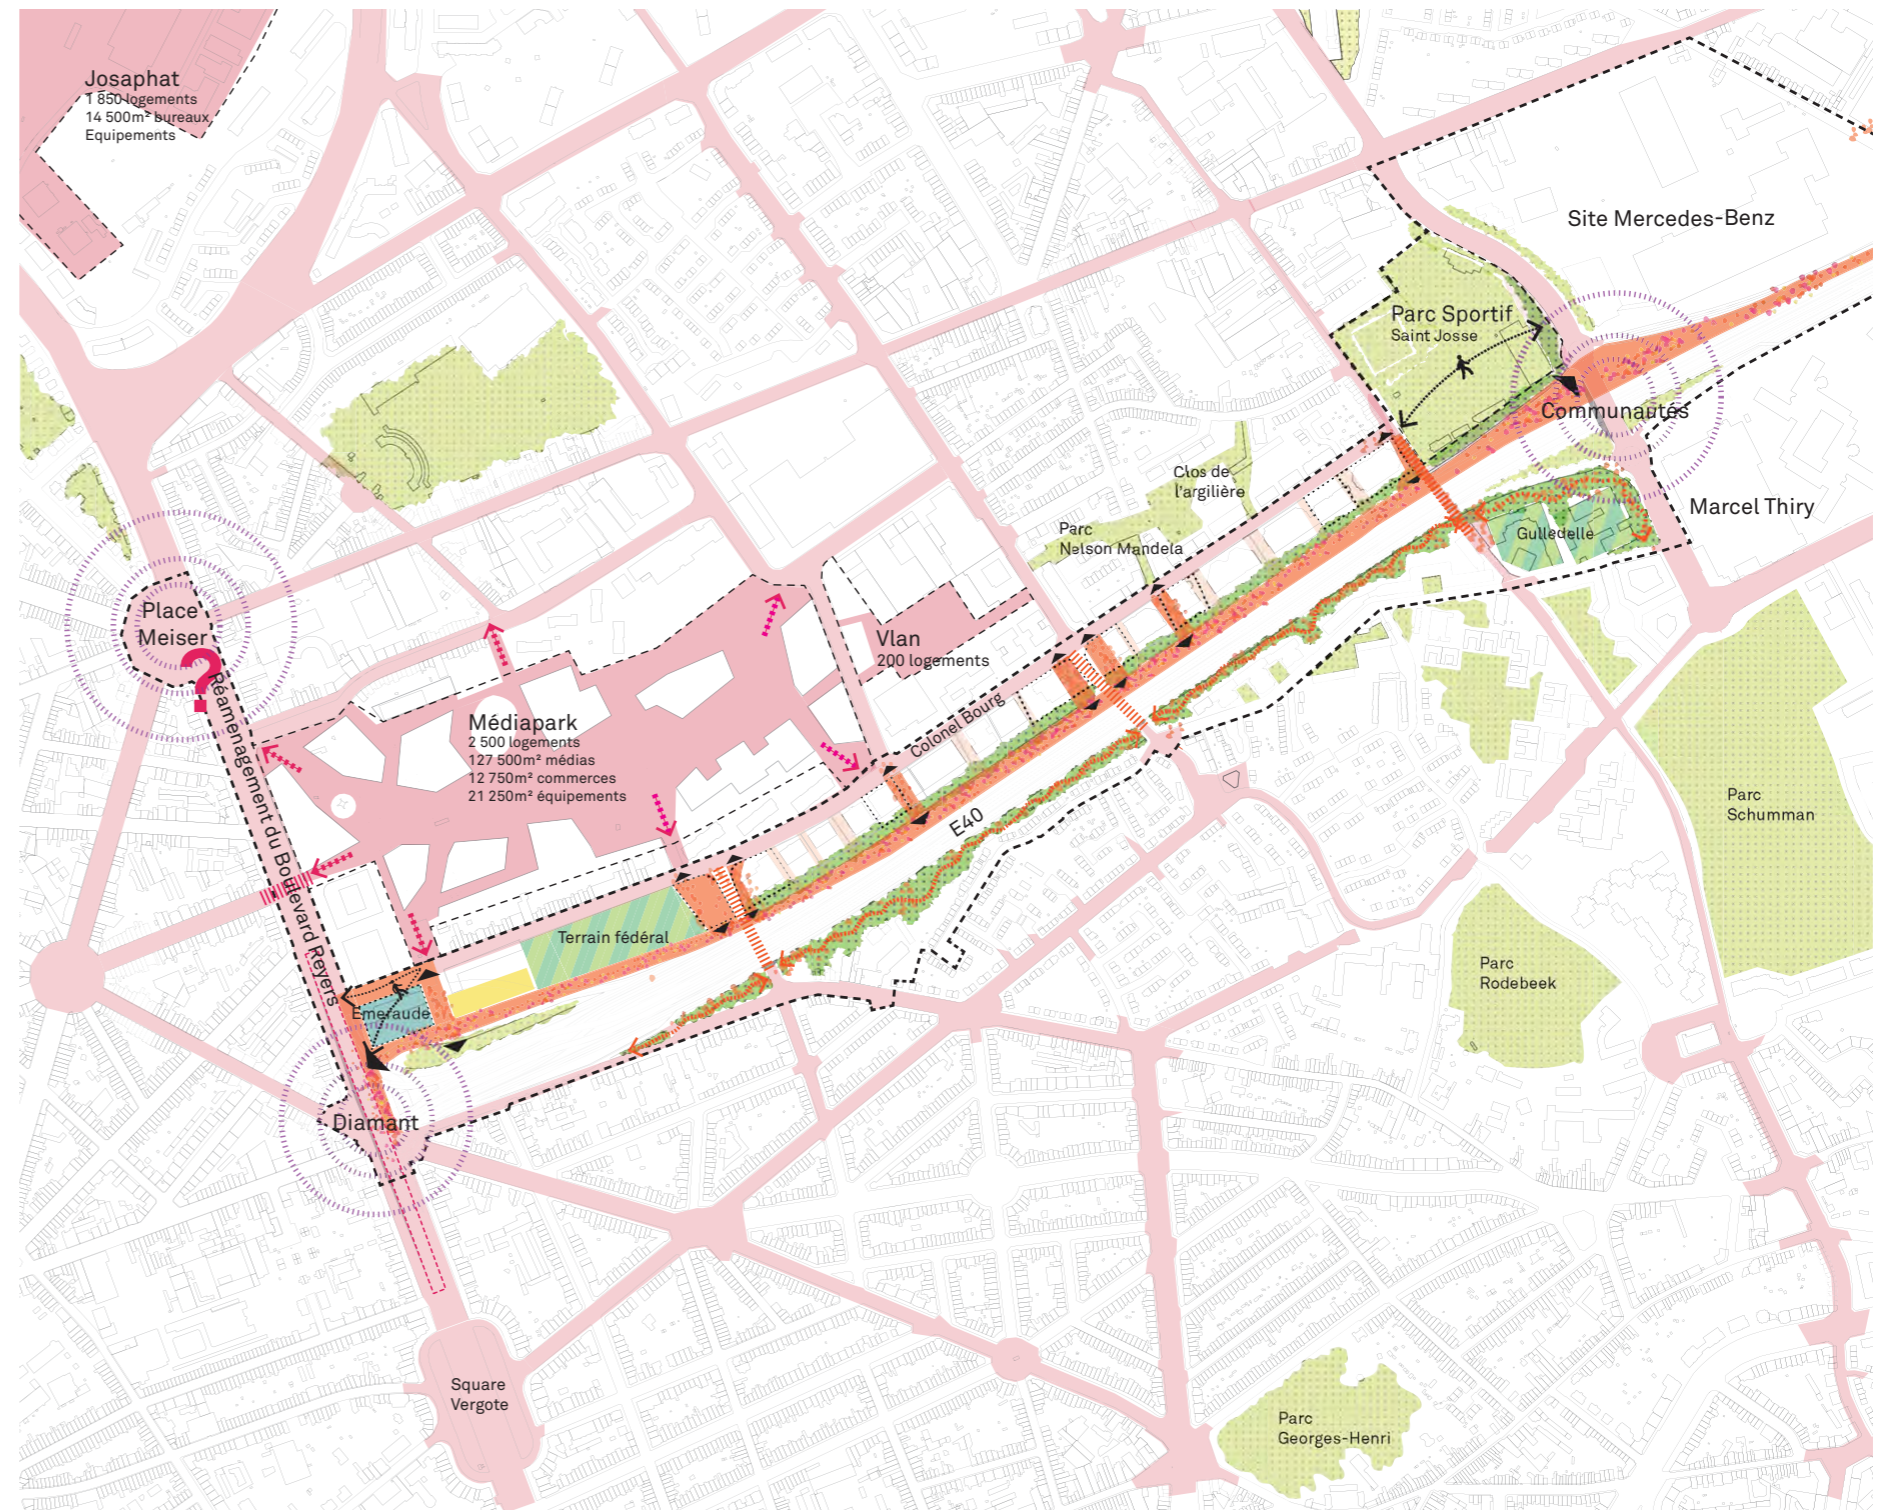 Josaphat
1 850 logements
14 500m² bureaux
Equipements
Site Mercedes-Benz
Parc Sportif
Saint Josse
Communautés
Clos de
l'argilière
Parc
Nelson Mandela
Marcel Thiry
Gulledelle
Place
Meiser
?
Réaménagement du Boulevard Reyers
Vlan
200 logements
Médiapark
2 500 logements
127 500m² médias
12 750m² commerces
21 250m² équipements
Colonel Bourg
E40
Parc
Schumman
Terrain fédéral
Parc
Rodebeek
Emeraude
Diamant
Square
Vergote
Parc
Georges-Henri